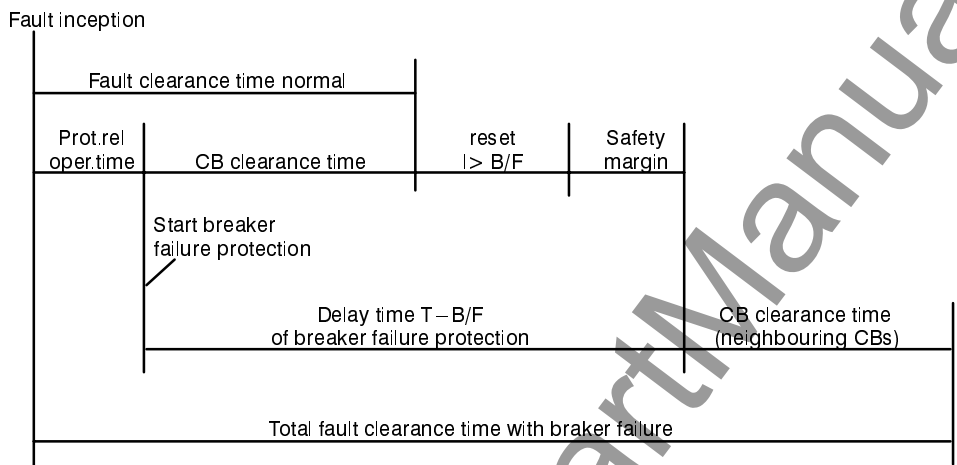 Fault inception
Fault clearance time normal
Prot.rel
oper.time
CB clearance time
reset
I> B/F
Safety
margin
Start breaker
failure protection
Delay time T–B/F
of breaker failure protection
CB clearance time
(neighbouring CBs)
Total fault clearance time with braker failure
artManua